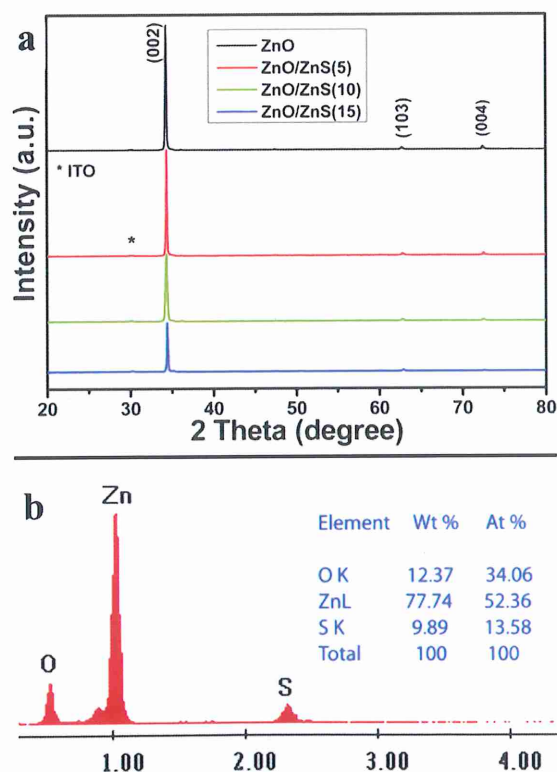 a
(002)
ZnO
ZnO/ZnS(5)
ZnO/ZnS(10)
ZnO/ZnS(15)
(103)
(004)
* ITO
*
Intensity (a.u.)
20 30 40 50 60 70 80
2 Theta (degree)
b
Zn
O
S
Element Wt % At %
O K 12.37 34.06
ZnL 77.74 52.36
S K 9.89 13.58
Total 100 100
1.00 2.00 3.00 4.00